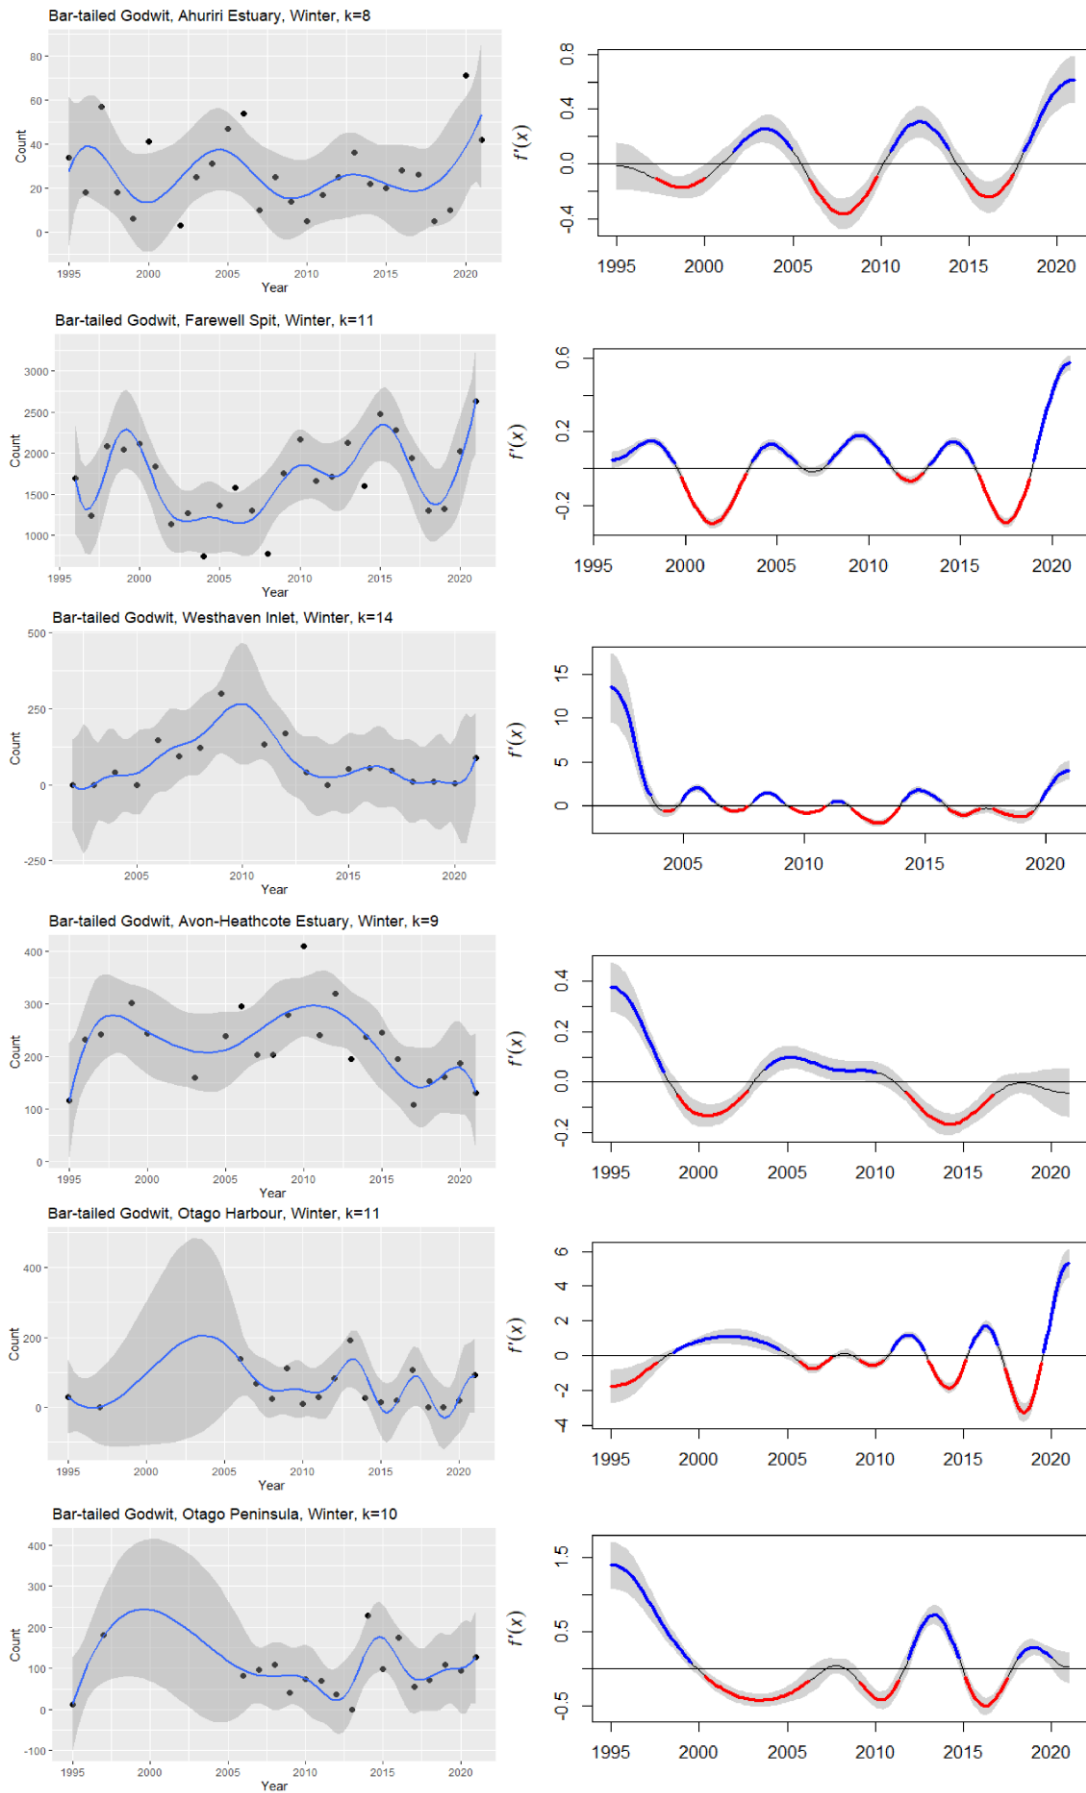 Bar-tailed Godwit, Ahuriri Estuary, Winter, k=8
80
60
40
20
0
Count
1995 2000 2005 2010 2015 2020
Year
0.8
0.4
0.0
-0.4
f'(x)
1995 2000 2005 2010 2015 2020
Bar-tailed Godwit, Farewell Spit, Winter, k=11
3000
2500
2000
1500
1000
Count
1995 2000 2005 2010 2015 2020
Year
0.6
0.2
-0.2
f'(x)
1995 2000 2005 2010 2015 2020
Bar-tailed Godwit, Westhaven Inlet, Winter, k=14
500
250
0
-250
Count
2005 2010 2015 2020
Year
15
10
5
0
f'(x)
2005 2010 2015 2020
Bar-tailed Godwit, Avon-Heathcote Estuary, Winter, k=9
400
300
200
100
0
Count
1995 2000 2005 2010 2015 2020
Year
0.4
0.2
0.0
-0.2
f'(x)
1995 2000 2005 2010 2015 2020
Bar-tailed Godwit, Otago Harbour, Winter, k=11
400
200
0
Count
1995 2000 2005 2010 2015 2020
Year
6
4
2
0
-2
-4
f'(x)
1995 2000 2005 2010 2015 2020
Bar-tailed Godwit, Otago Peninsula, Winter, k=10
400
300
200
100
0
-100
Count
1995 2000 2005 2010 2015 2020
Year
1.5
0.5
-0.5
f'(x)
1995 2000 2005 2010 2015 2020